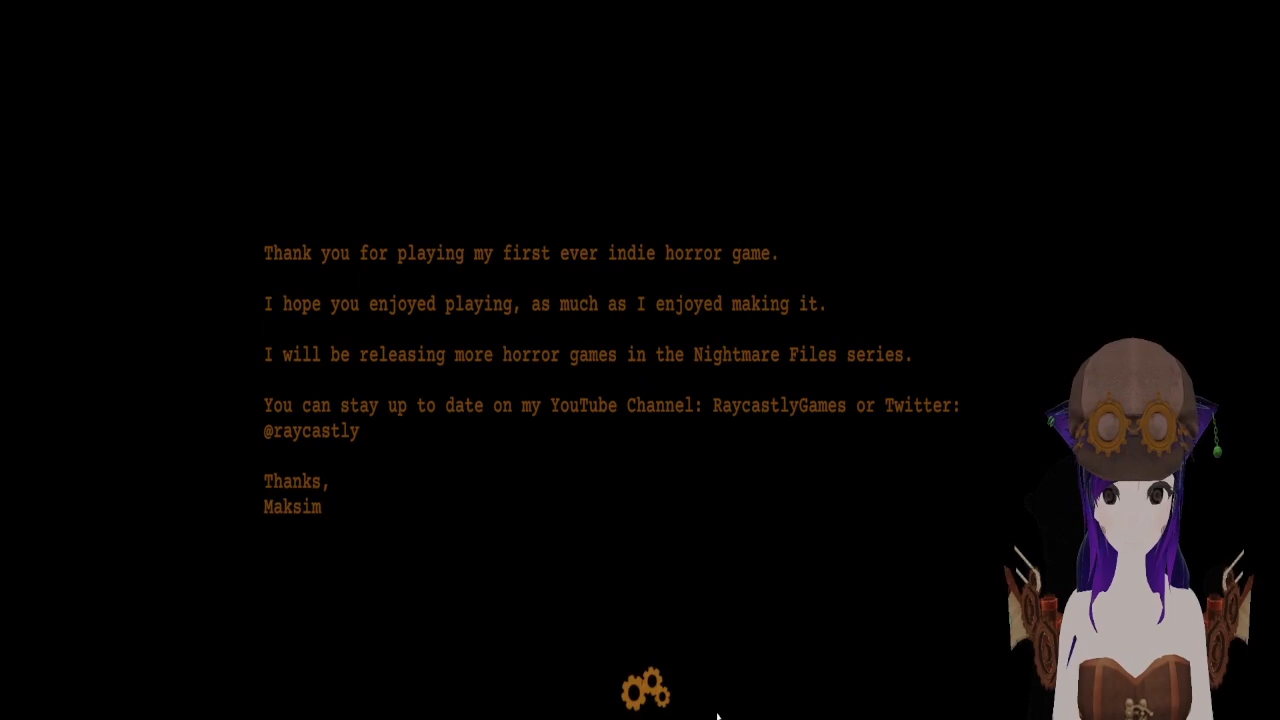 Thank you for playing my first ever indie horror game.
I hope you enjoyed playing, as much as I enjoyed making it.
I will be releasing more horror games in the Nightmare Files series.
You can stay up to date on my YouTube Channel: RaycastlyGames or Twitter:
@raycastly
Thanks,
Maksim